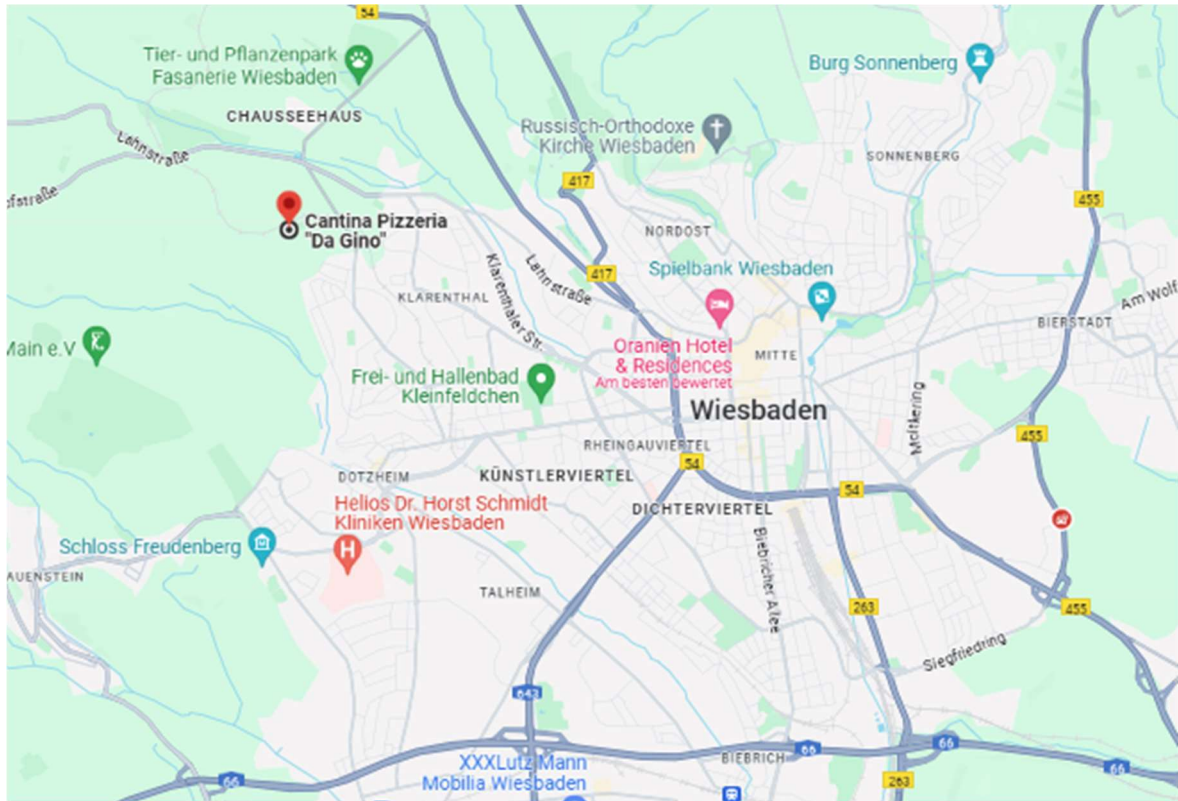 54
Tier- und Pflanzenpark
Fasanerie Wiesbaden
Burg Sonnenberg
CHAUSSEEHAUS
Russisch-Orthodoxe
Kirche Wiesbaden
Lahnstraße
SONNENBERG
417
455
ofstraße
Cantina Pizzeria
"Da Gino"
NORDOST
Klarenthaler Str.
Lahnstraße
417
Spielbank Wiesbaden
KLARENTHAL
Am Wolf
BIERSTADT
Main e.V
Oranien Hotel
& Residences
Am besten bewertet
MITTE
Frei- und Hallenbad
Kleinfeldchen
Wiesbaden
Moltkering
455
RHEINGAUVIERTEL
54
DOTZHEIM
KÜNSTLERVIERTEL
54
Helios Dr. Horst Schmidt
Kliniken Wiesbaden
H
DICHTERVIERTEL
Schloss Freudenberg
AUENSTEIN
TALHEIM
Biebricher Allee
263
455
Siegfriedring
643
66
66
66
BIEBRICH
XXXLutz Mann
Mobilia Wiesbaden
66
263